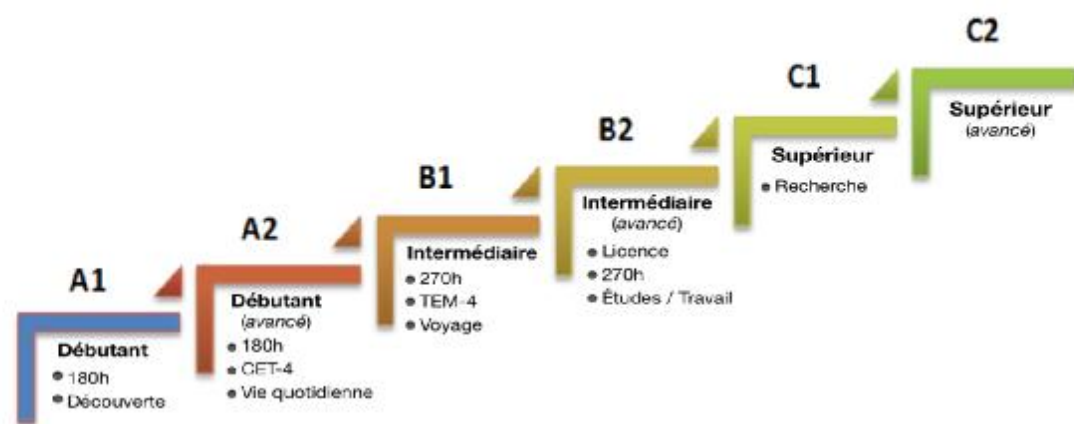 A1
Débutant
180h
Découverte
A2
Débutant
(avancé)
180h
CET-4
Vie quotidienne
B1
Intermédiaire
270h
TEM-4
Voyage
B2
Intermédiaire
(avancé)
Licence
270h
Études / Travail
C1
Supérieur
Recherche
C2
Supérieur
(avancé)